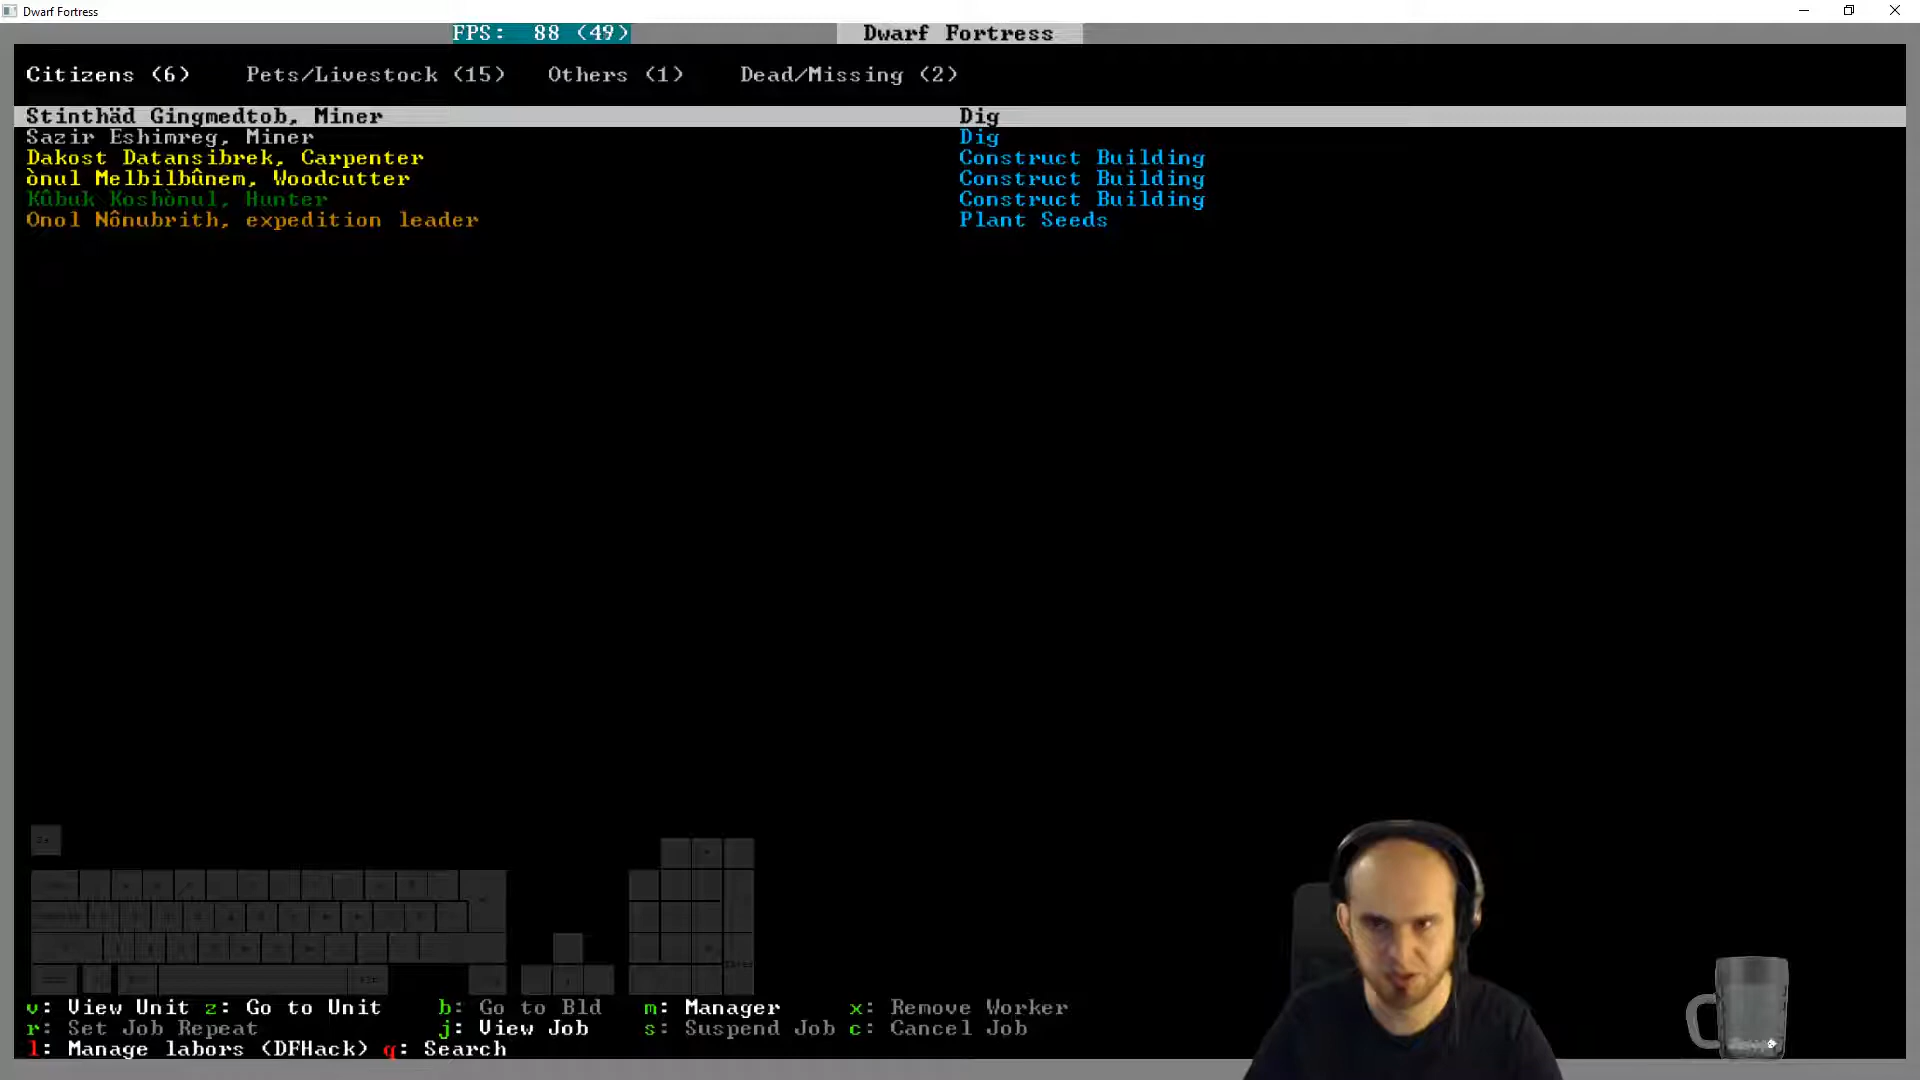 Dwarf Fortress
FPS: 88 (49) Dwarf Fortress
Citizens (6) Pets/Livestock (15) Others (1) Dead/Missing (2)
Stinthäd Gingmedtob, Miner Dig
Sazir Eshimreg, Miner Dig
Dakost Datansibrek, Carpenter Construct Building
ònul Melbilbûnem, Woodcutter Construct Building
Kûbuk Koshònul, Hunter Construct Building
Onol Nônubrith, expedition leader Plant Seeds
v: View Unit z: Go to Unit b: Go to Bld m: Manager x: Remove Worker
r: Set Job Repeat j: View Job s: Suspend Job c: Cancel Job
l: Manage labors (DFHack) q: Search